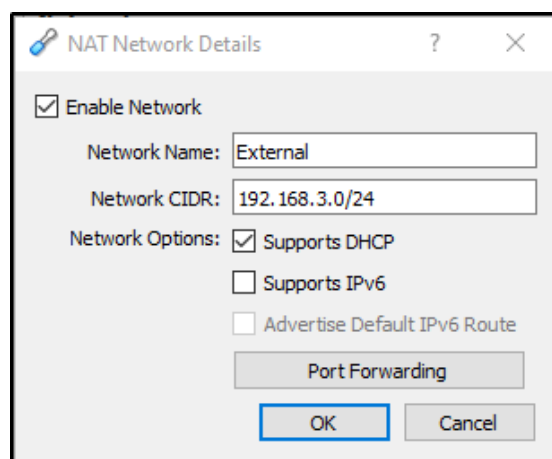 NAT Network Details ?
Enable Network
Network Name: External
Network CIDR: 192.168.3.0/24
Network Options: Supports DHCP
Supports IPv6
Advertise Default IPv6 Route
Port Forwarding
OK Cancel